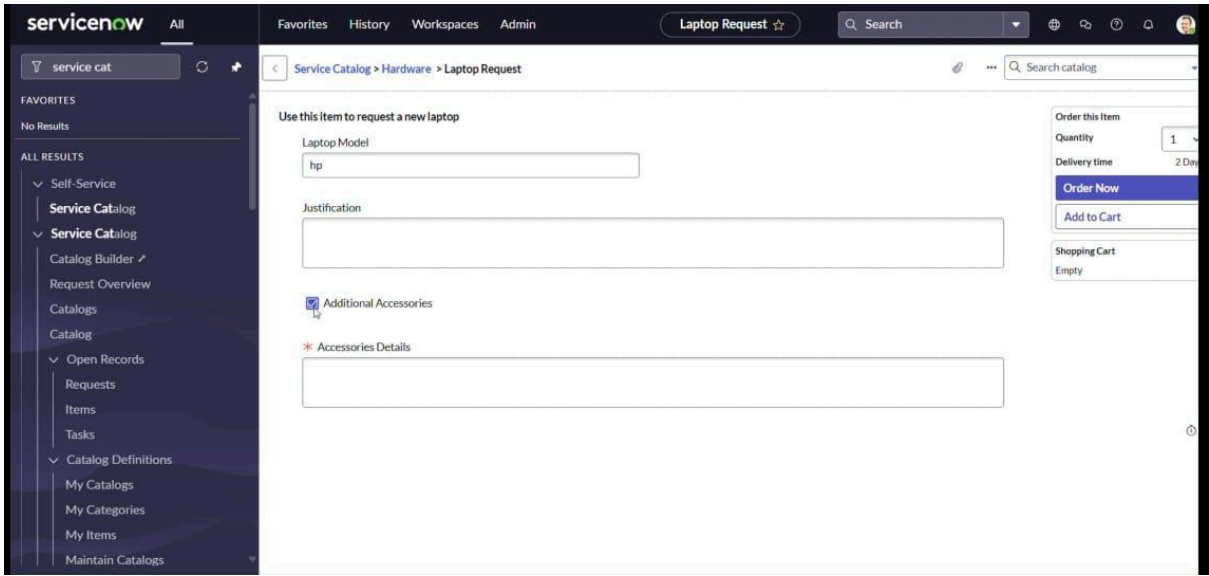 servicenow All Favorites History Workspaces Admin Laptop Request Search
service cat
Service Catalog > Hardware > Laptop Request
Search catalog
FAVORITES
No Results
ALL RESULTS
Self-Service
Service Catalog
Service Catalog
Catalog Builder
Request Overview
Catalogs
Catalog
Open Records
Requests
Items
Tasks
Catalog Definitions
My Catalogs
My Categories
My Items
Maintain Catalogs
Use this item to request a new laptop
Laptop Model
hp
Justification
Additional Accessories
* Accessories Details
Order this Item
Quantity 1
Delivery time 2 Day
Order Now
Add to Cart
Shopping Cart
Empty